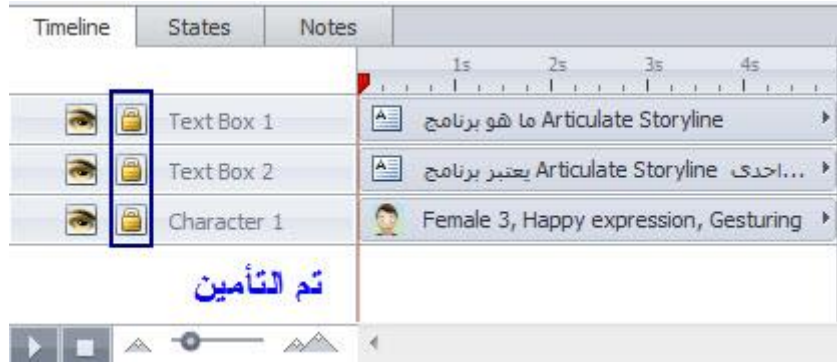 Timeline States Notes
1s 2s 3s 4s
Text Box 1 ما هو برنامج Articulate Storyline
Text Box 2 يعتبر برنامج Articulate Storyline احدى...
Character 1 Female 3, Happy expression, Gesturing
تم التأمين